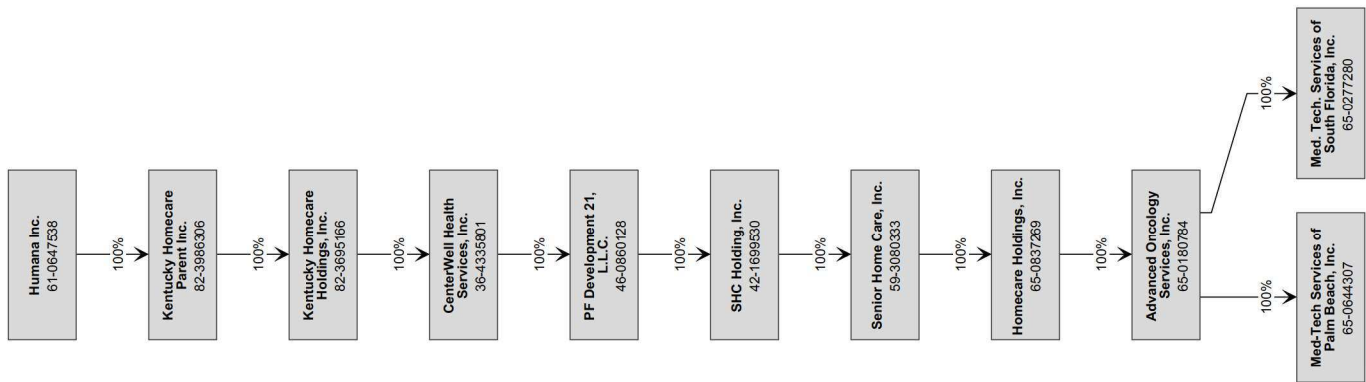 Humana Inc.
61-0647538
100%
Kentucky Homecare
Parent Inc.
82-3986306
100%
Kentucky Homecare
Holdings, Inc.
82-3695166
100%
CenterWell Health
Services, Inc.
36-4335801
100%
PF Development 21,
L.L.C.
46-0860128
100%
SHC Holding, Inc.
42-1699530
100%
Senior Home Care, Inc.
59-3080333
100%
Homecare Holdings, Inc.
65-0837269
100%
Advanced Oncology
Services, Inc.
65-0180784
100%
Med-Tech Services of
Palm Beach, Inc.
65-0644307
100%
Med. Tech. Services of
South Florida, Inc.
65-0277280